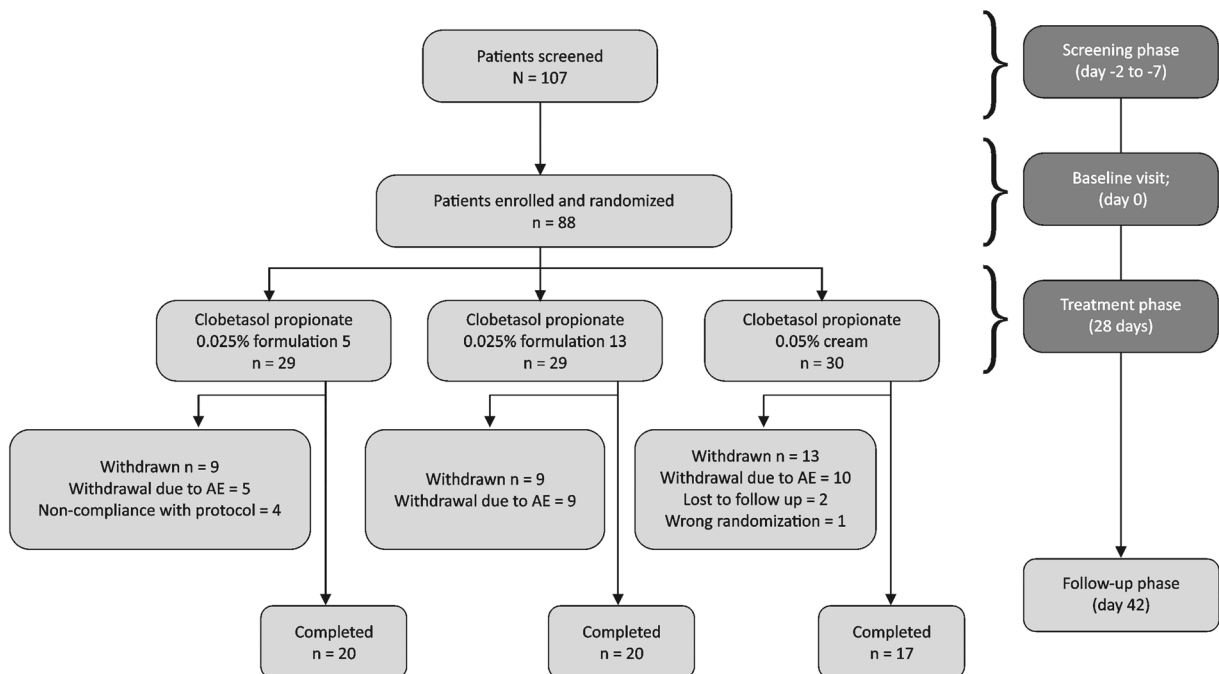 Patients screened
N = 107
Patients enrolled and randomized
n = 88
Clobetasol propionate
0.025% formulation 5
n = 29
Clobetasol propionate
0.025% formulation 13
n = 29
Clobetasol propionate
0.05% cream
n = 30
Withdrawn n = 9
Withdrawal due to AE = 5
Non-compliance with protocol = 4
Withdrawn n = 9
Withdrawal due to AE = 9
Withdrawn n = 13
Withdrawal due to AE = 10
Lost to follow up = 2
Wrong randomization = 1
Completed
n = 20
Completed
n = 20
Completed
n = 17
Screening phase
(day -2 to -7)
Baseline visit;
(day 0)
Treatment phase
(28 days)
Follow-up phase
(day 42)